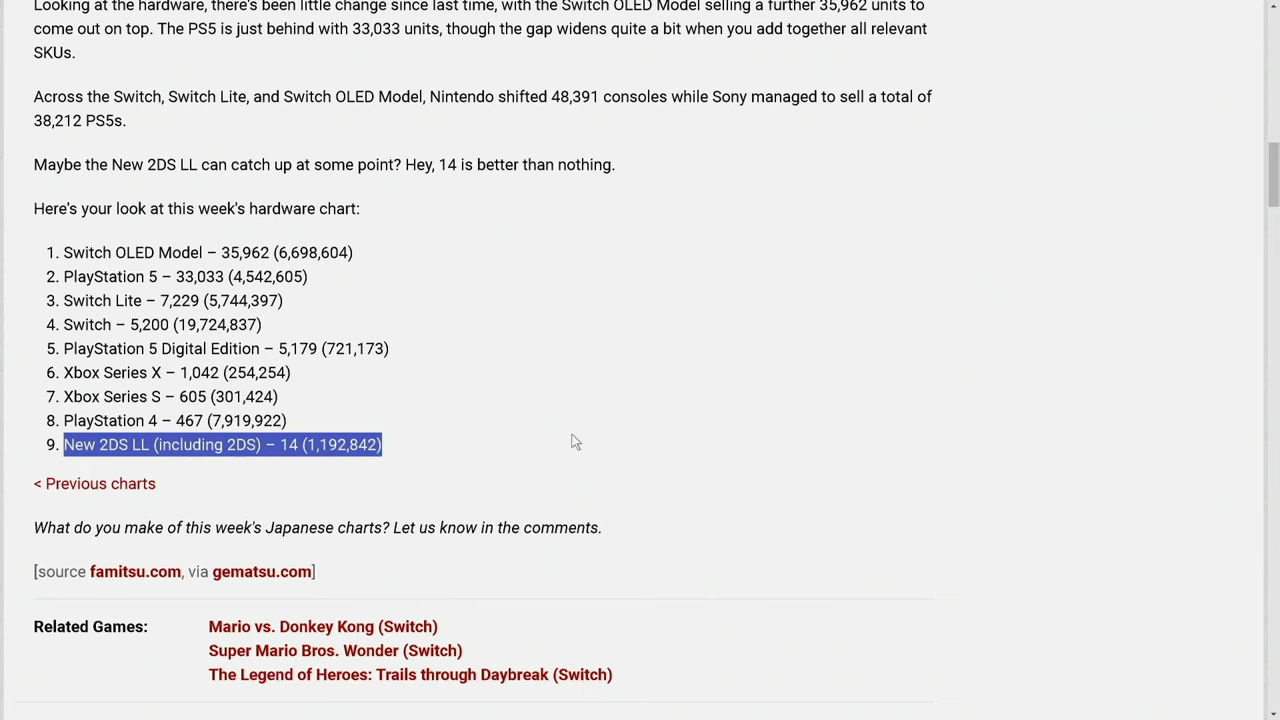 Looking at the hardware, there's been little change since last time, with the Switch OLED Model selling a further 35,962 units to
come out on top. The PS5 is just behind with 33,033 units, though the gap widens quite a bit when you add together all relevant
SKUs.
Across the Switch, Switch Lite, and Switch OLED Model, Nintendo shifted 48,391 consoles while Sony managed to sell a total of
38,212 PS5s.
Maybe the New 2DS LL can catch up at some point? Hey, 14 is better than nothing.
Here's your look at this week's hardware chart:
1. Switch OLED Model – 35,962 (6,698,604)
2. PlayStation 5 – 33,033 (4,542,605)
3. Switch Lite – 7,229 (5,744,397)
4. Switch – 5,200 (19,724,837)
5. PlayStation 5 Digital Edition – 5,179 (721,173)
6. Xbox Series X – 1,042 (254,254)
7. Xbox Series S – 605 (301,424)
8. PlayStation 4 – 467 (7,919,922)
9. New 2DS LL (including 2DS) – 14 (1,192,842)
< Previous charts
What do you make of this week's Japanese charts? Let us know in the comments.
[source famitsu.com, via gematsu.com]
Related Games: Mario vs. Donkey Kong (Switch)
Super Mario Bros. Wonder (Switch)
The Legend of Heroes: Trails through Daybreak (Switch)